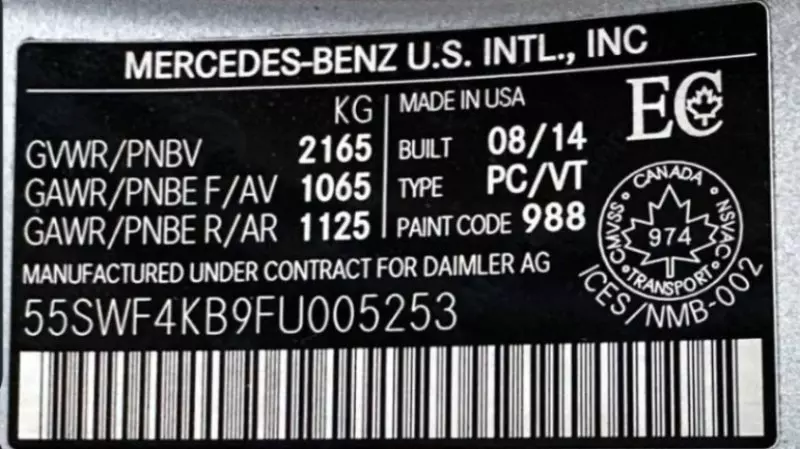 MERCEDES-BENZ U.S. INTL., INC
KG
GVWR/PNBV 2165
GAWR/PNBE F/AV 1065
GAWR/PNBE R/AR 1125
MADE IN USA
BUILT 08/14
TYPE PC/VT
PAINT CODE 988
EC
CANADA
CMVSS 974 NSVAC
TRANSPORT
ICES/NMB-002
MANUFACTURED UNDER CONTRACT FOR DAIMLER AG
55SWF4KB9FU005253